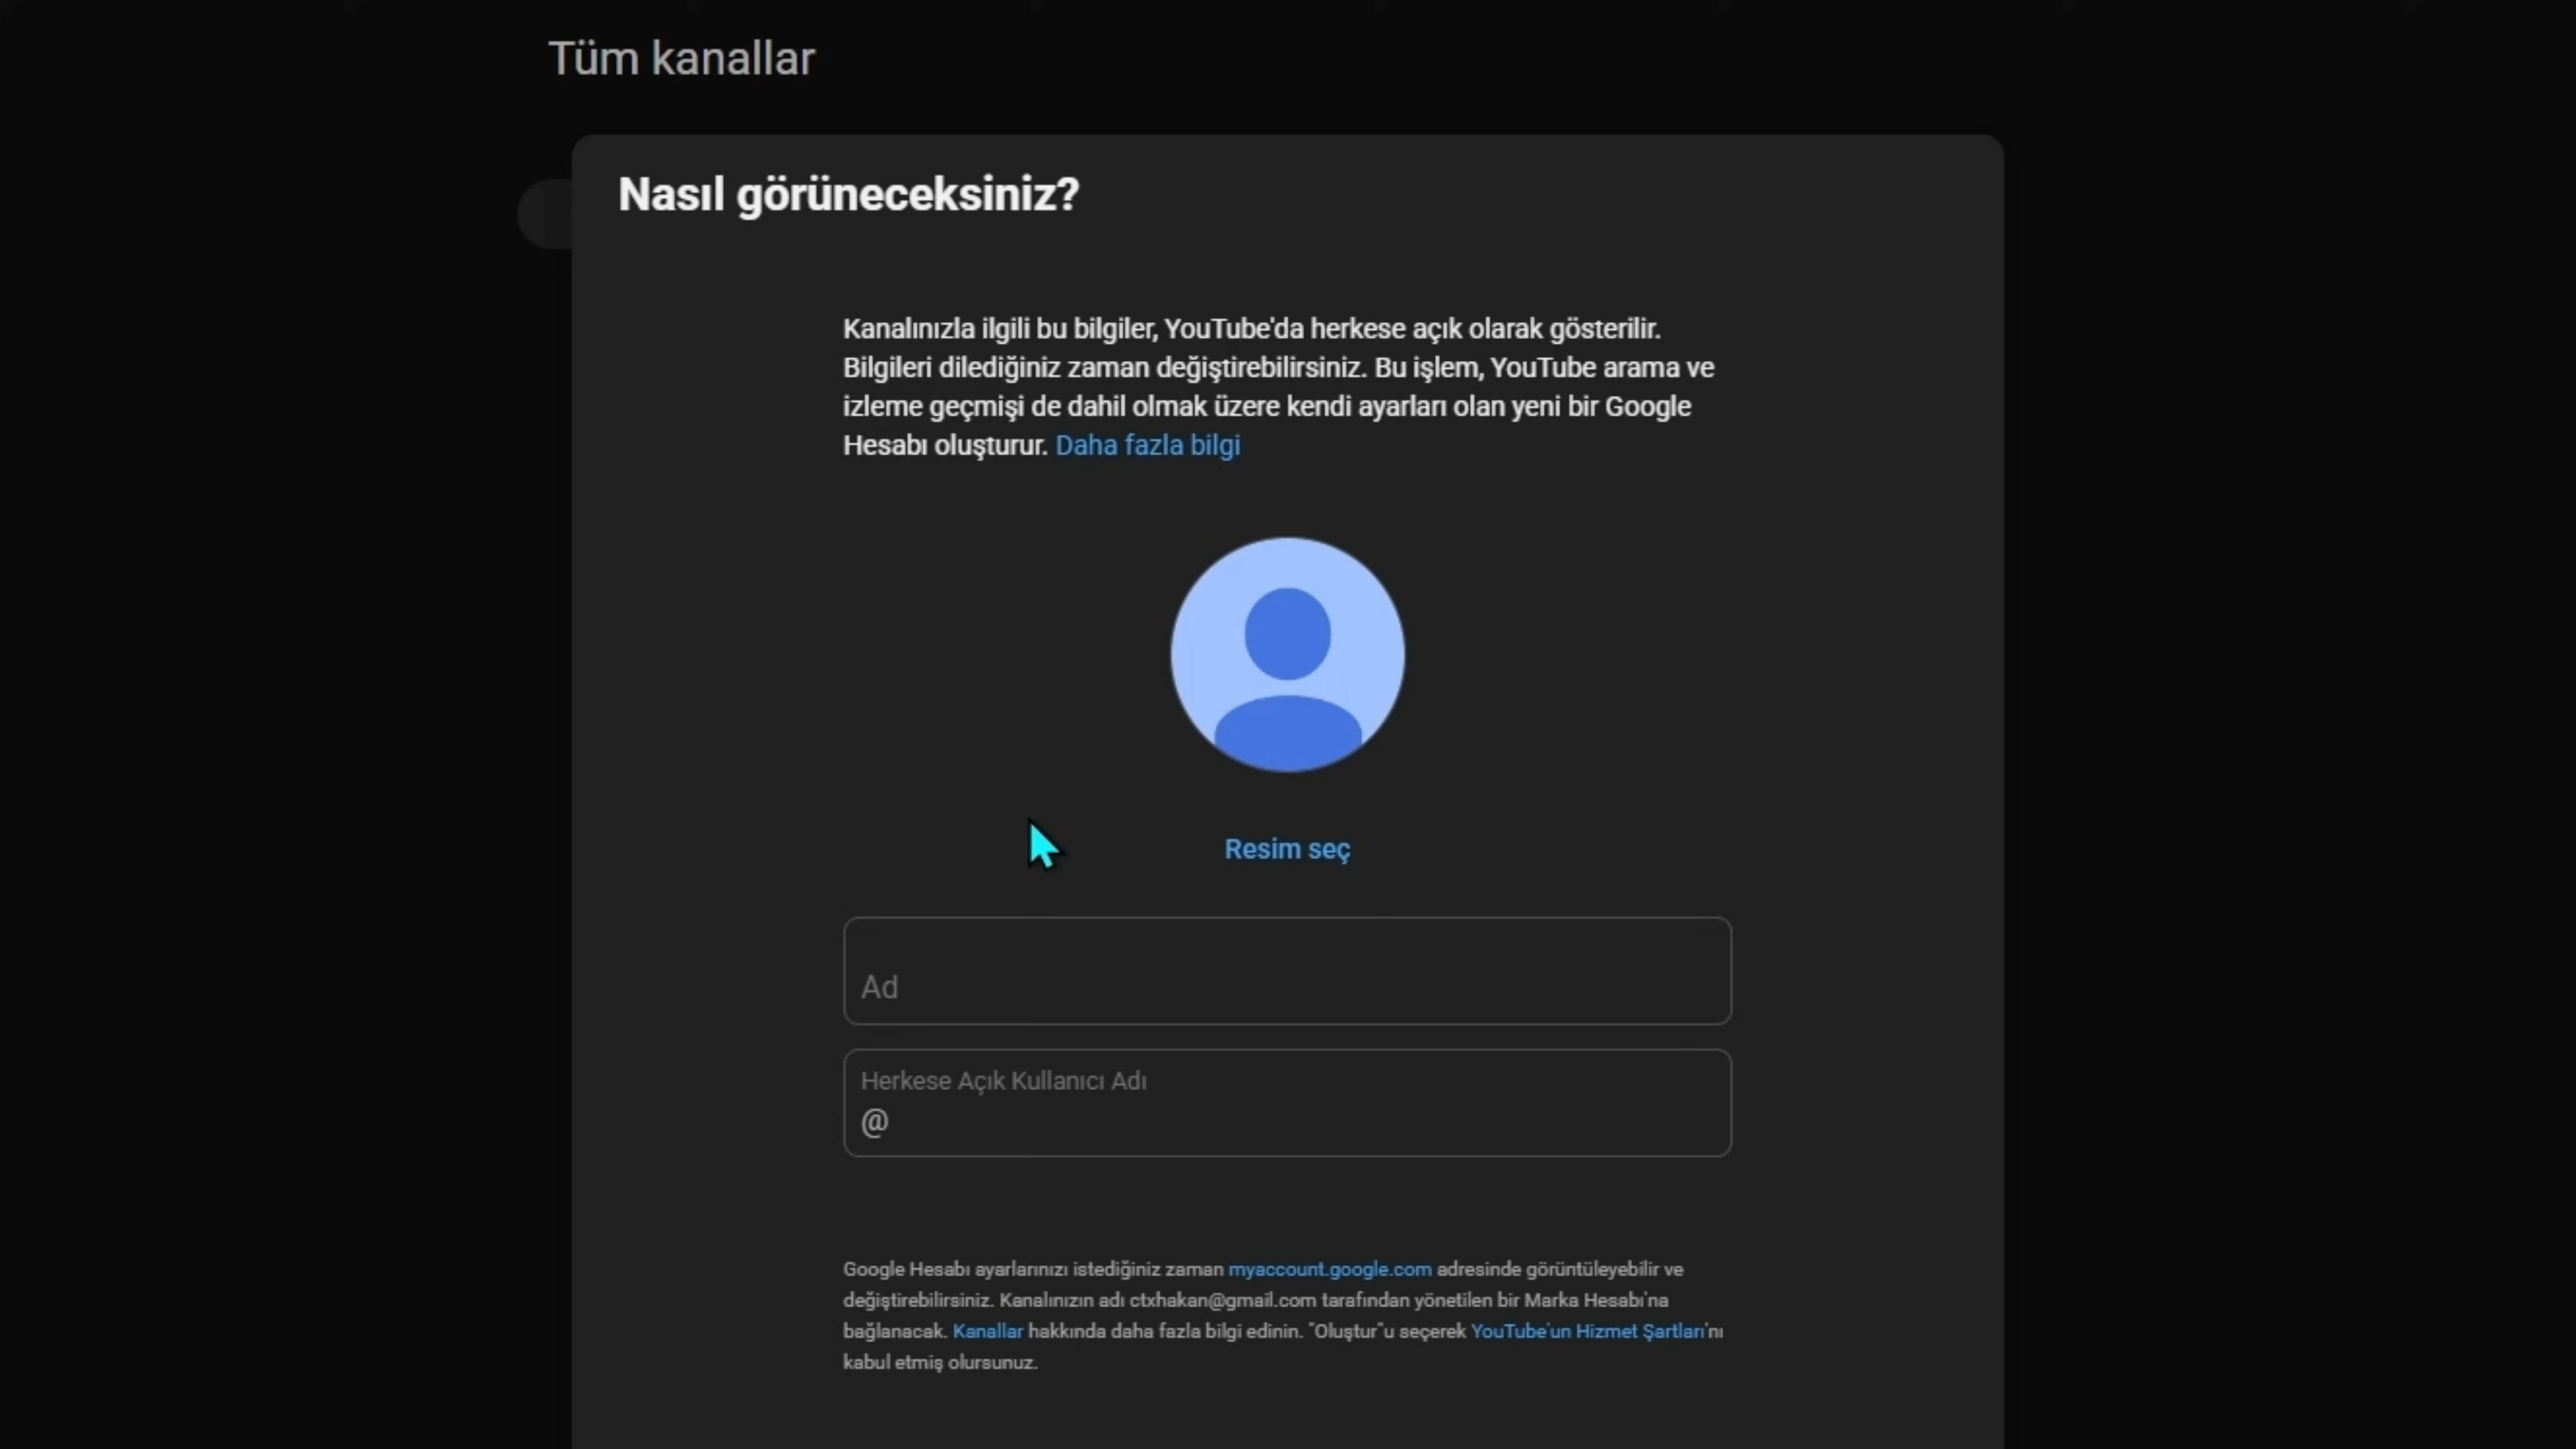 Tüm kanallar
Nasıl görüneceksiniz?
Kanalınızla ilgili bu bilgiler, YouTube'da herkese açık olarak gösterilir.
Bilgileri dilediğiniz zaman değiştirebilirsiniz. Bu işlem, YouTube arama ve
izleme geçmişi de dahil olmak üzere kendi ayarları olan yeni bir Google
Hesabı oluşturur. Daha fazla bilgi
Resim seç
Ad
Herkese Açık Kullanıcı Adı
@
Google Hesabı ayarlarınızı istediğiniz zaman myaccount.google.com adresinde görüntüleyebilir ve
değiştirebilirsiniz. Kanalınızın adı ctxhakan@gmail.com tarafından yönetilen bir Marka Hesabı'na
bağlanacak. Kanallar hakkında daha fazla bilgi edinin. "Oluştur"u seçerek YouTube'un Hizmet Şartları'nı
kabul etmiş olursunuz.